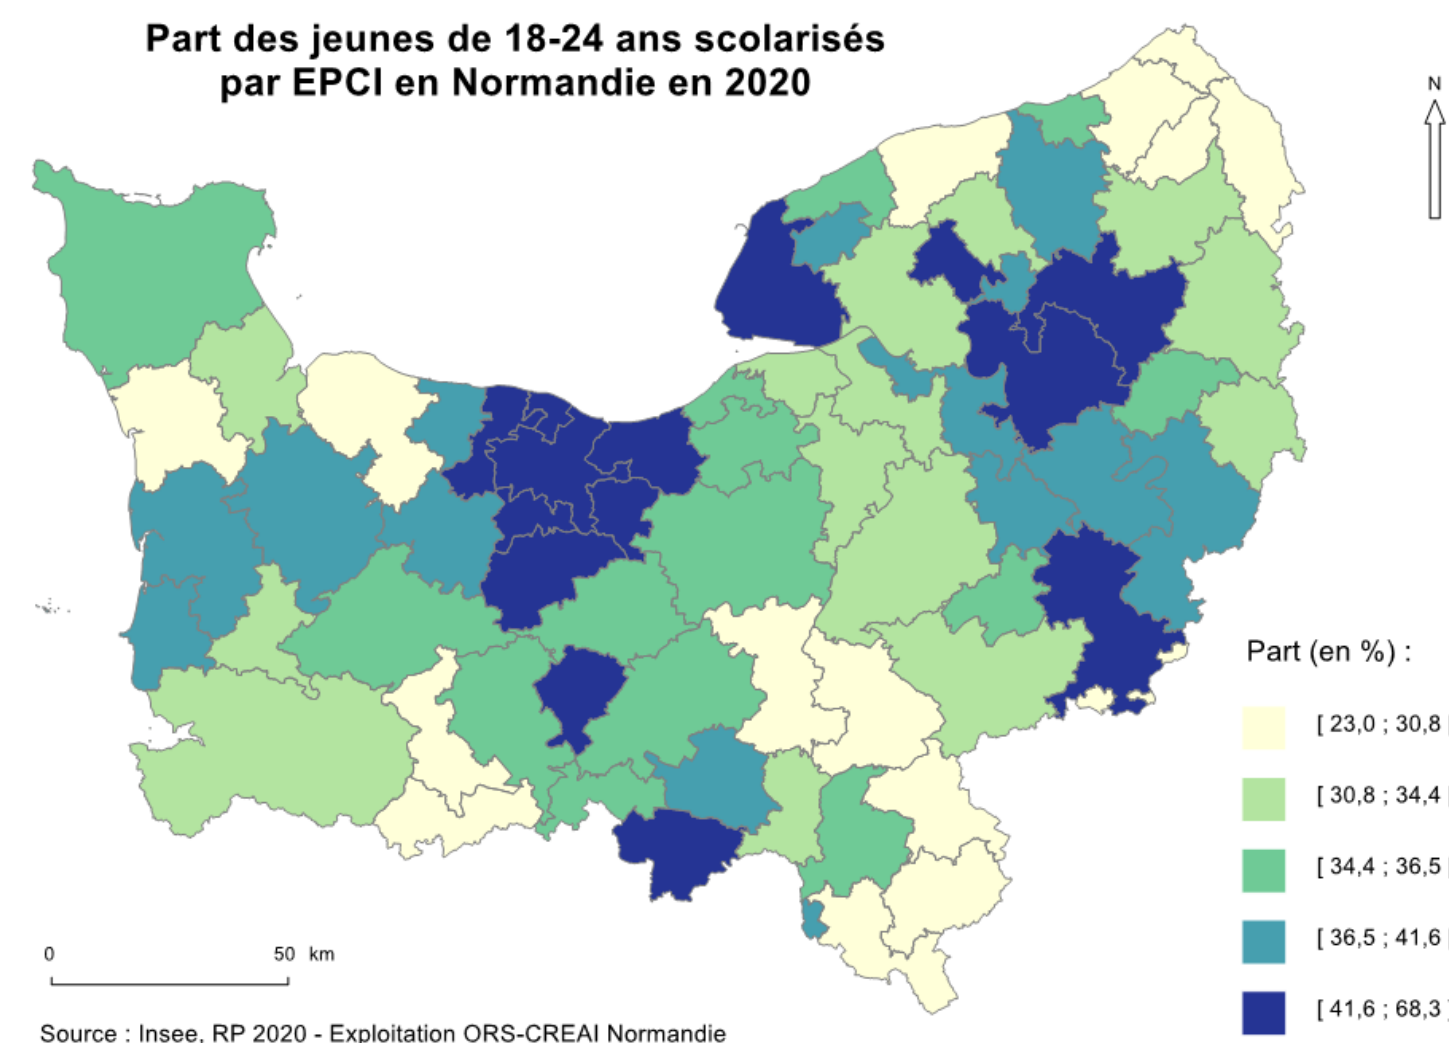 Part des jeunes de 18-24 ans scolarisés
par EPCI en Normandie en 2020
N
Part (en %) :
[ 23,0 ; 30,8 [
[ 30,8 ; 34,4 [
[ 34,4 ; 36,5 [
[ 36,5 ; 41,6 [
[ 41,6 ; 68,3 ]
0 50 km
Source : Insee, RP 2020 - Exploitation ORS-CREAI Normandie